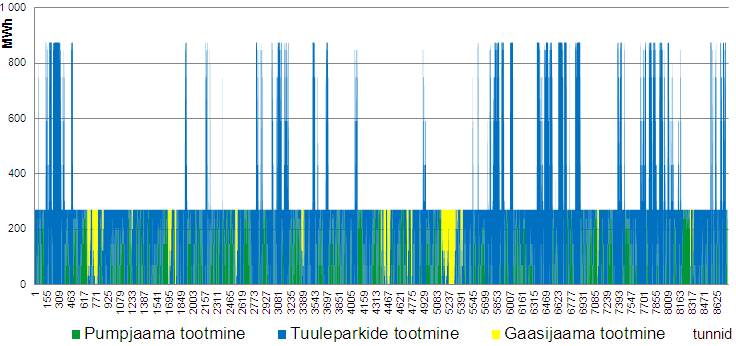 1 000
MWh
800
600
400
200
0
1 155 309 463 617 771 925 1079 1233 1387 1541 1695 1849 2003 2157 2311 2465 2619 2773 2927 3081 3235 3389 3543 3697 3851 4005 4159 4313 4467 4621 4775 4929 5083 5237 5391 5545 5699 5853 6007 6161 6315 6469 6623 6777 6931 7085 7239 7393 7547 7701 7855 8009 8163 8317 8471 8625
Pumpjaama tootmine Tuuleparkide tootmine Gaasijaama tootmine tunnid